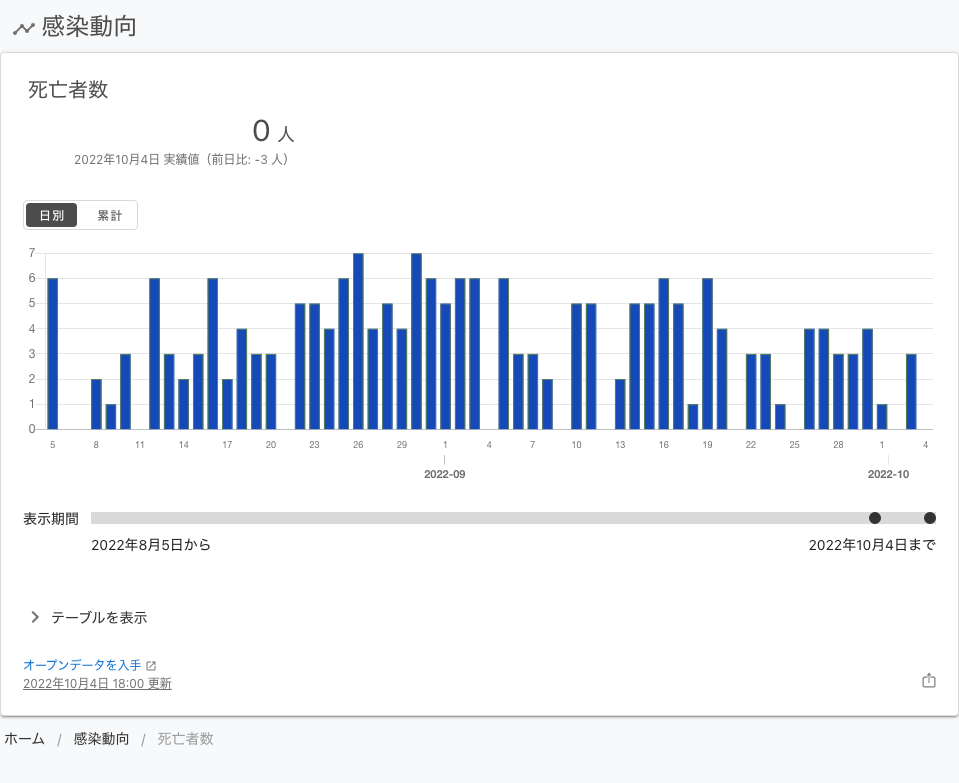 感染動向
死亡者数
0 人
2022年10月4日 実績値（前日比: -3 人）
日別 累計
7
6
5
4
3
2
1
0
5 8 11 14 17 20 23 26 29 1 4 7 10 13 16 19 22 25 28 1 4
2022-09 2022-10
表示期間
2022年8月5日から 2022年10月4日まで
テーブルを表示
オープンデータを入手
2022年10月4日 18:00 更新
ホーム / 感染動向 / 死亡者数